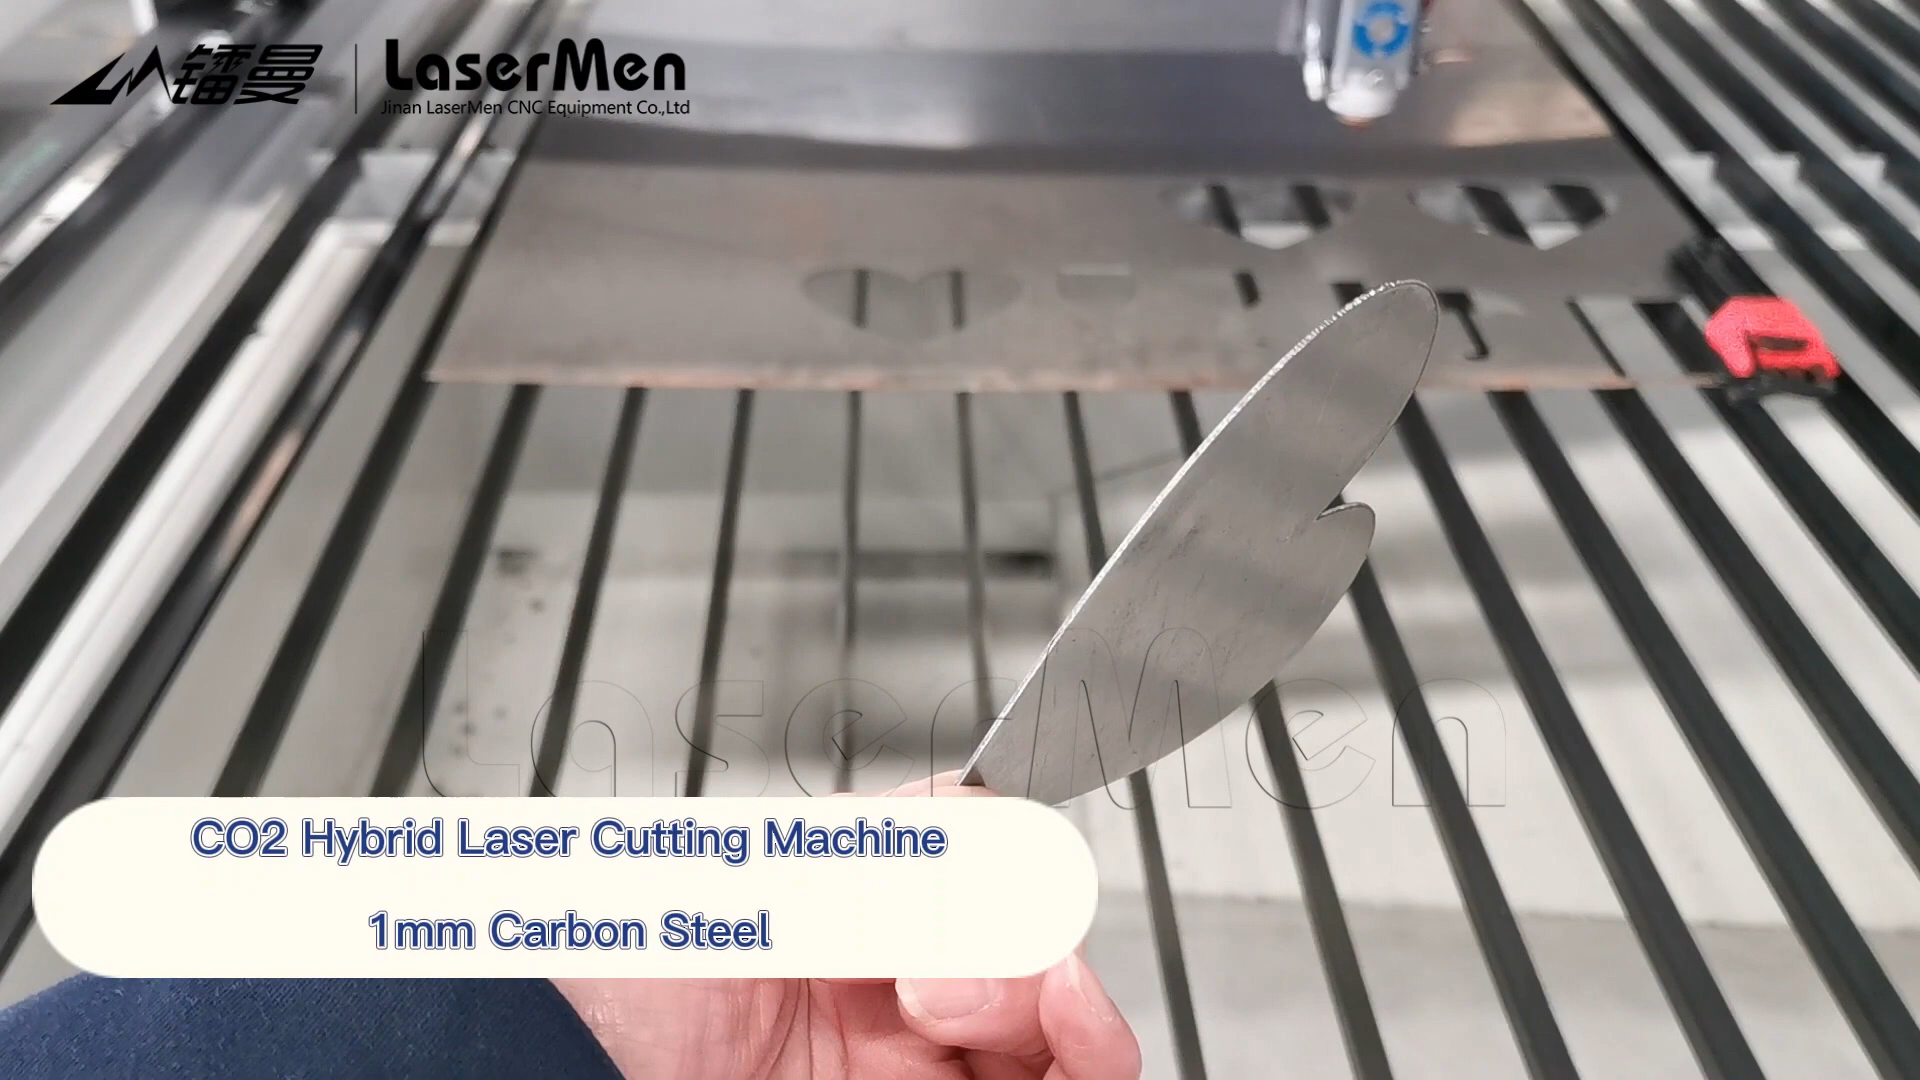 镭曼
LaserMen
Jinan LaserMen CNC Equipment Co.,Ltd
LaserMen
CO2 Hybrid Laser Cutting Machine
1mm Carbon Steel